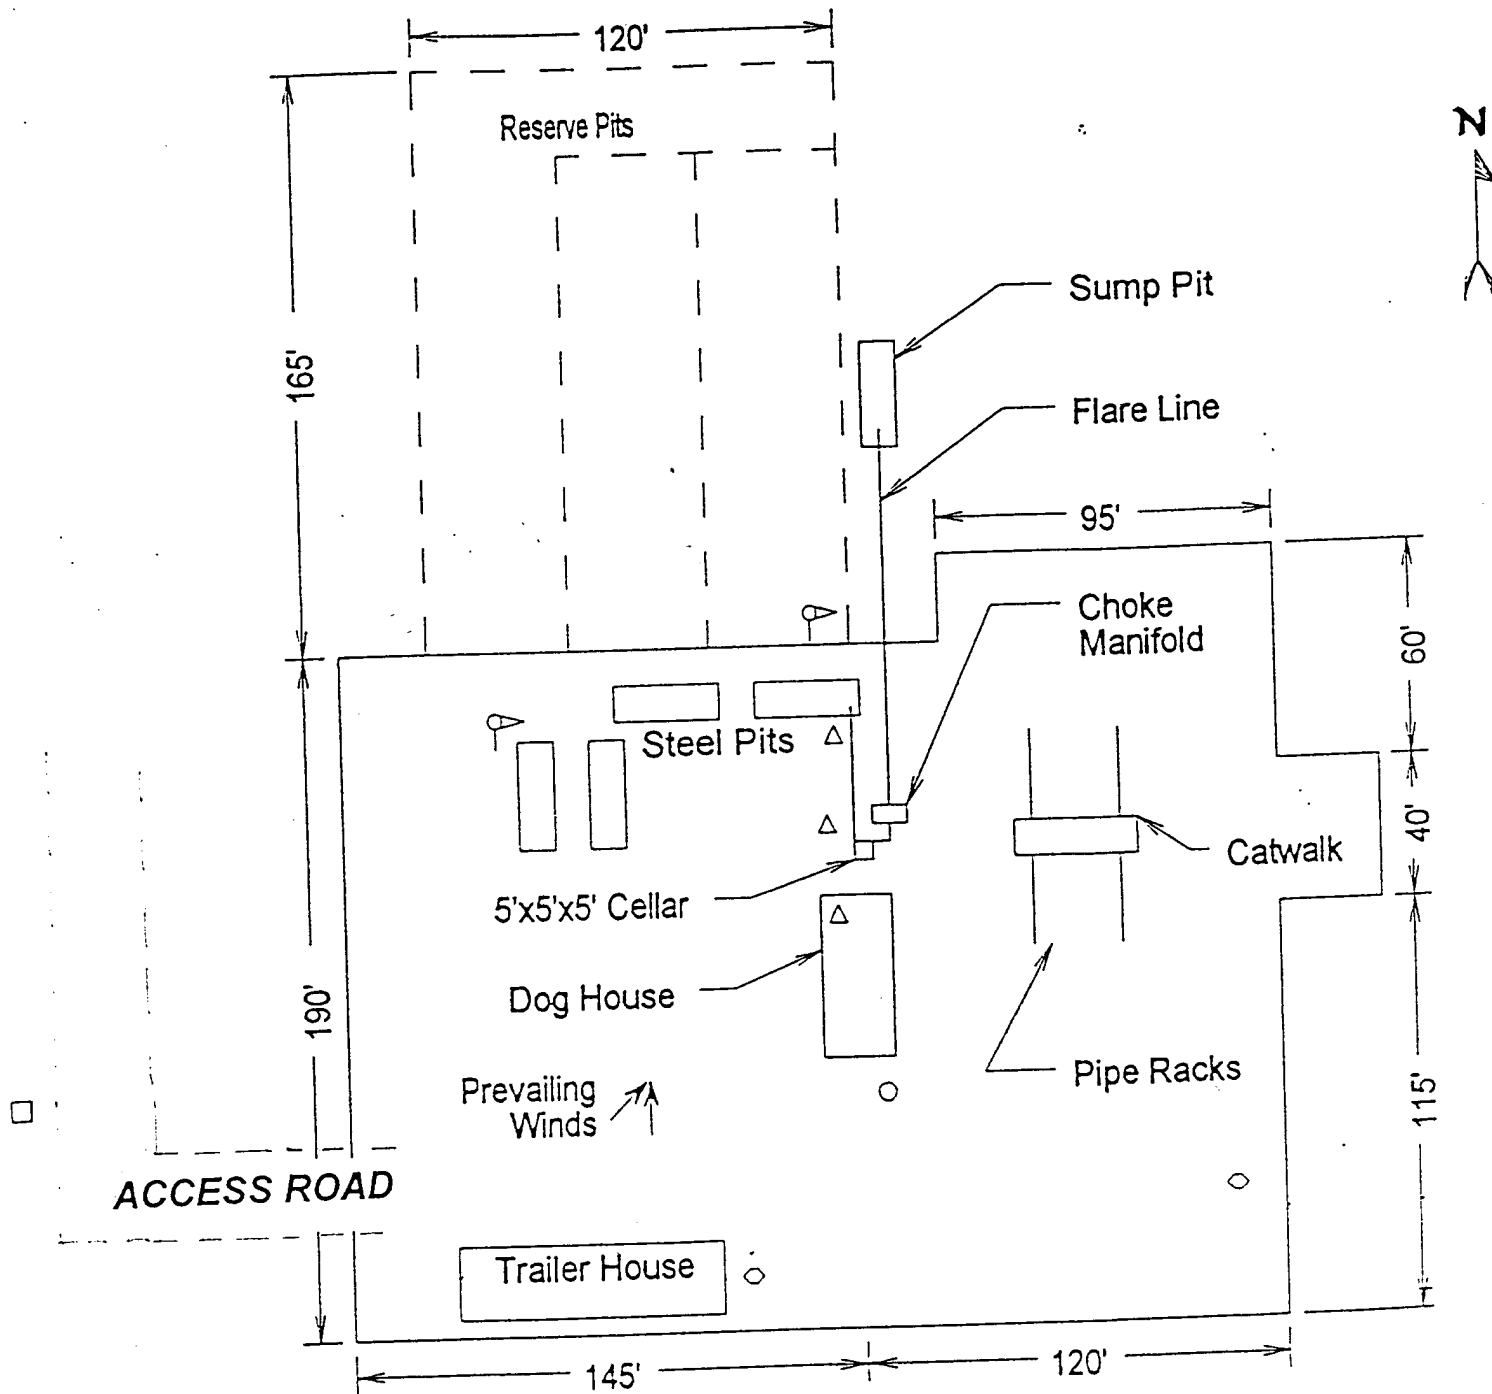 120'
Reserve Pits
N
Sump Pit
165'
Flare Line
95'
Choke
Manifold
60'
Steel Pits
40'
Catwalk
5'x5'x5' Cellar
Dog House
190'
Prevailing
Winds
Pipe Racks
115'
ACCESS ROAD
Trailer House
145'
120'